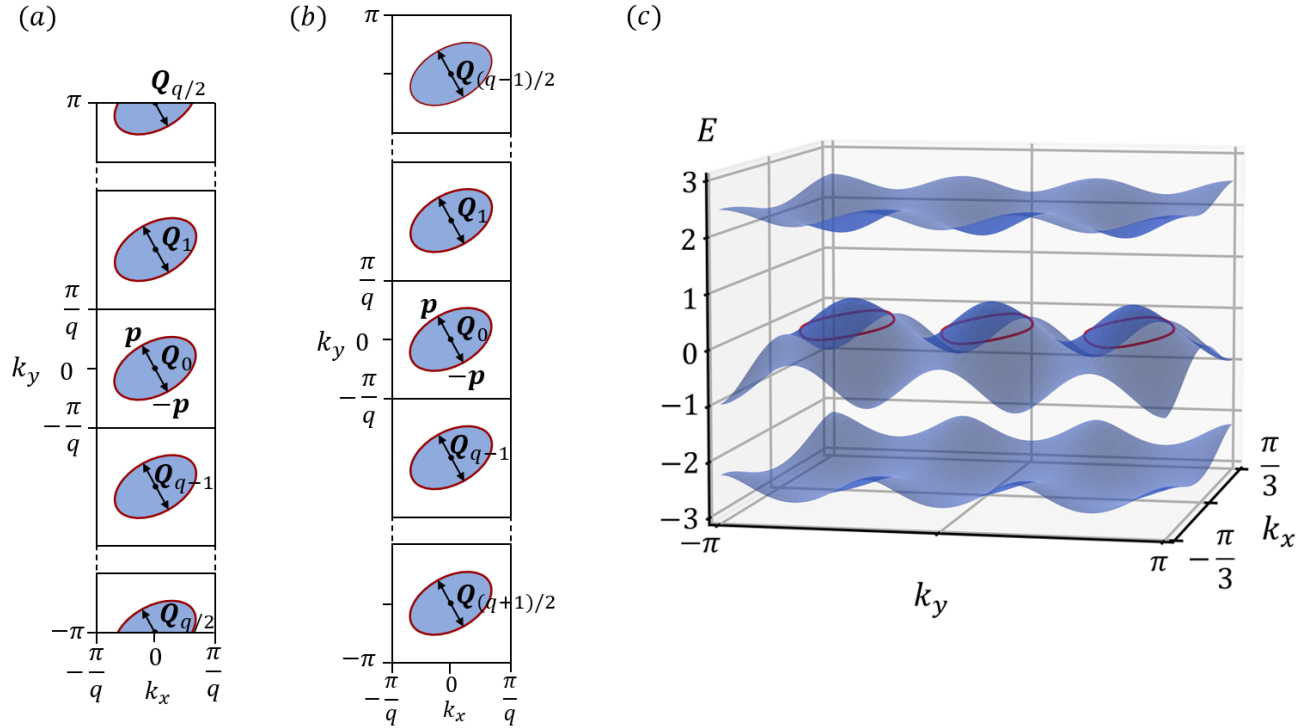 (a)
Q_{q/2}
π
Q_1
π/q
p
k_y 0 Q_0
-p
-π/q
Q_{q-1}
Q_{q/2}
-π
-π/q 0 π/q
k_x
(b)
π
Q_{(q-1)/2}
Q_1
π/q
p
k_y 0 Q_0
-p
-π/q
Q_{q-1}
Q_{(q+1)/2}
-π
-π/q 0 π/q
k_x
(c)
E
3
2
1
0
-1
-2
-3
-π
k_y
π
-π/3
k_x
π/3